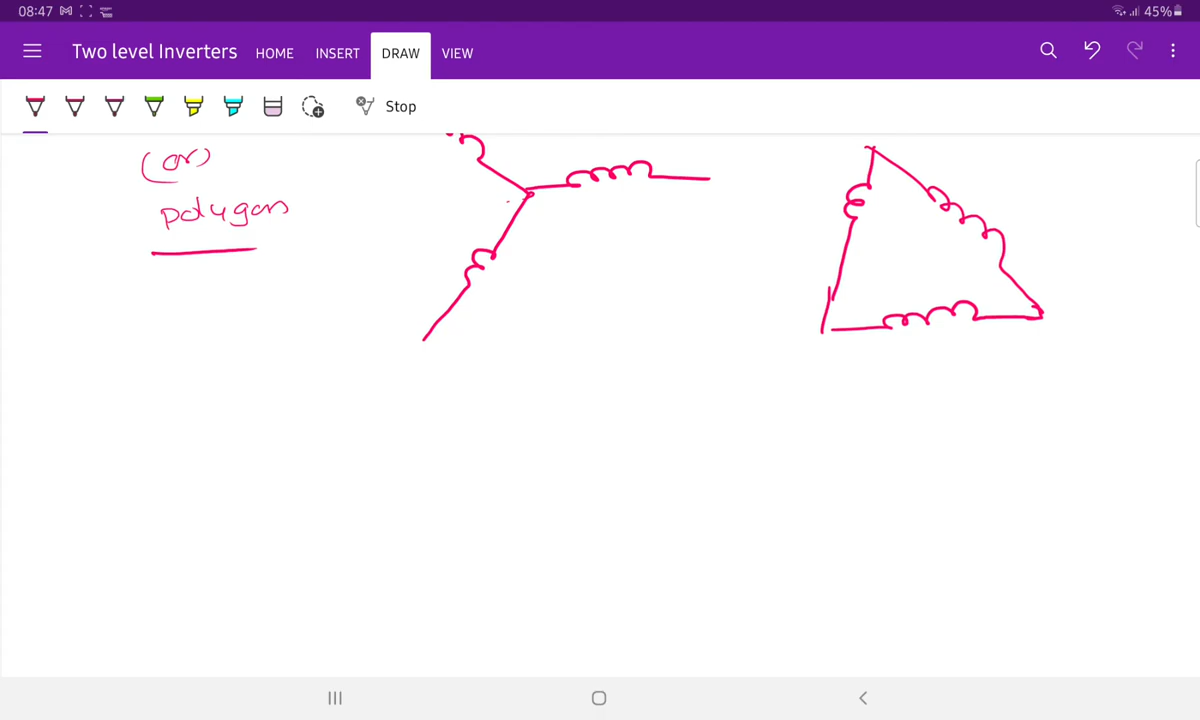 08:47 45%
Two level Inverters HOME INSERT DRAW VIEW
Stop
(or)
polygon